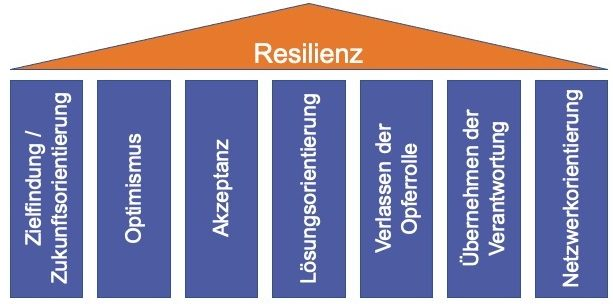 Resilienz
Zielfindung /
Zukunftsorientierung
Optimismus
Akzeptanz
Lösungsorientierung
Verlassen der
Opferrolle
Übernehmen der
Verantwortung
Netzwerkorientierung